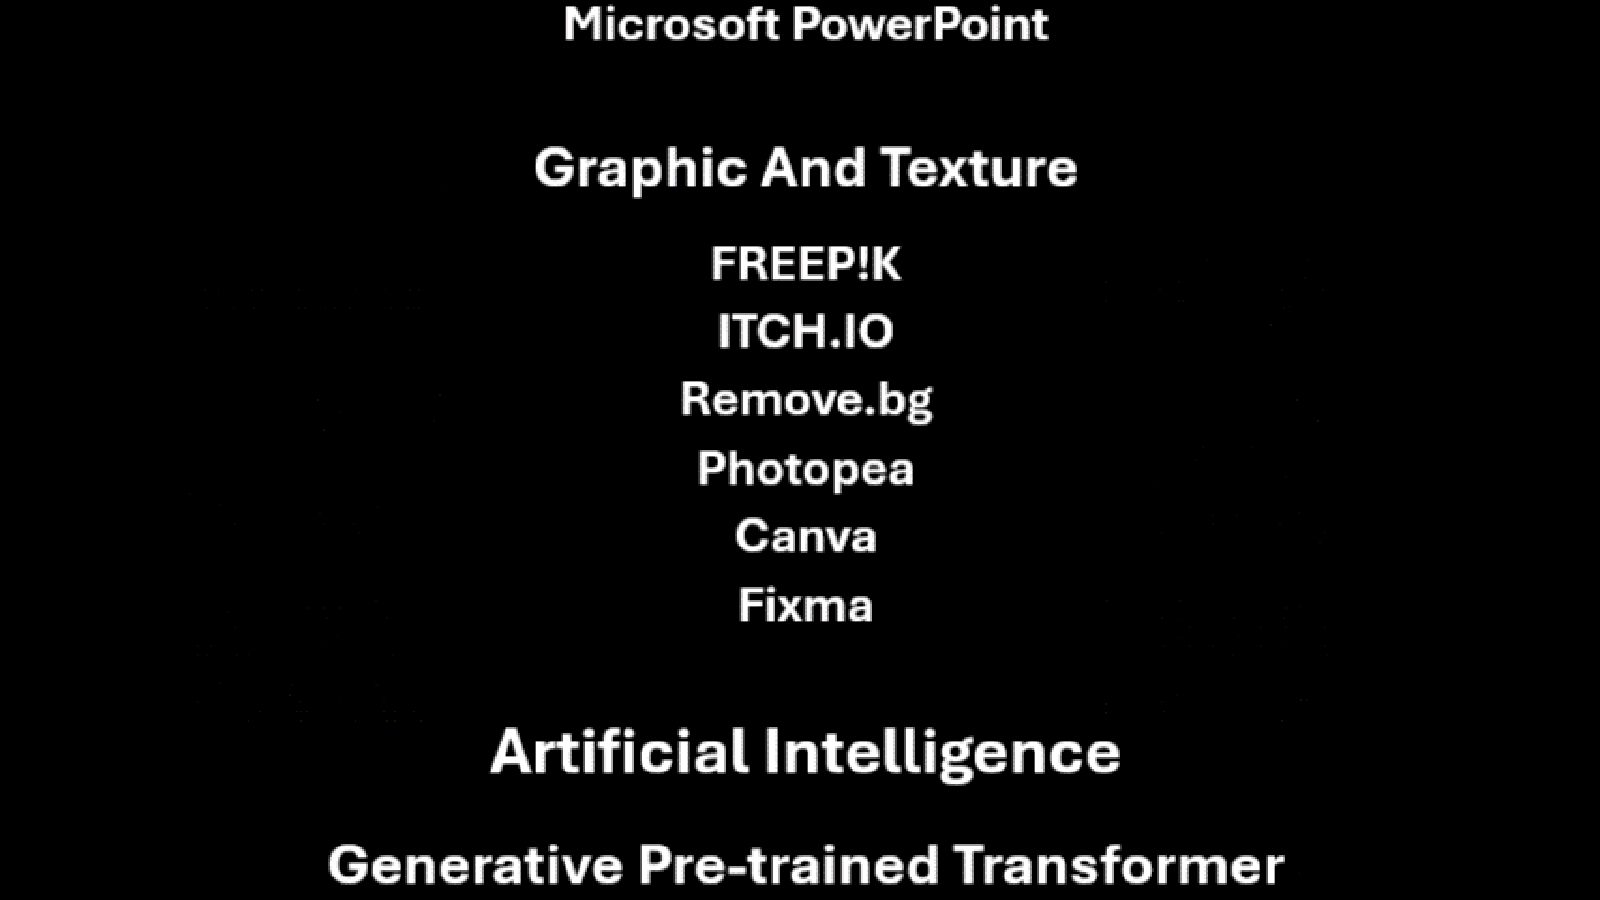 Microsoft PowerPoint
Graphic And Texture
FREEP!K
ITCH.IO
Remove.bg
Photopea
Canva
Fixma
Artificial Intelligence
Generative Pre-trained Transformer